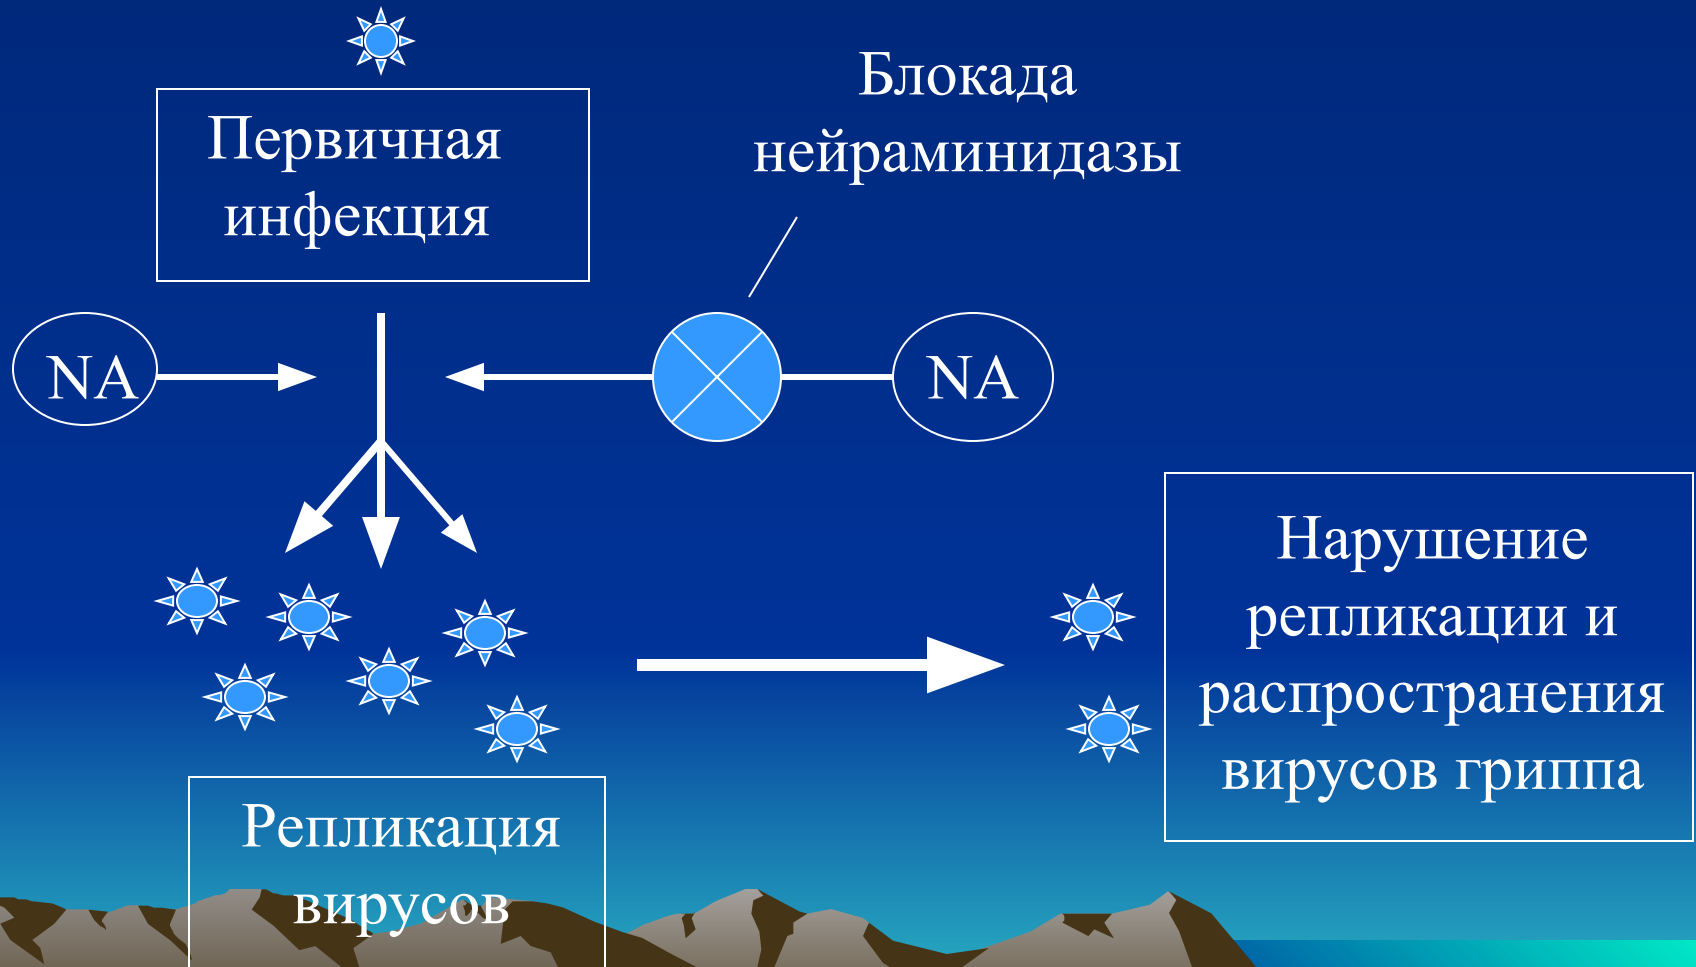 Первичная
инфекция
Блокада
нейраминидазы
NA
NA
Нарушение
репликации и
распространения
вирусов гриппа
Репликация
вирусов